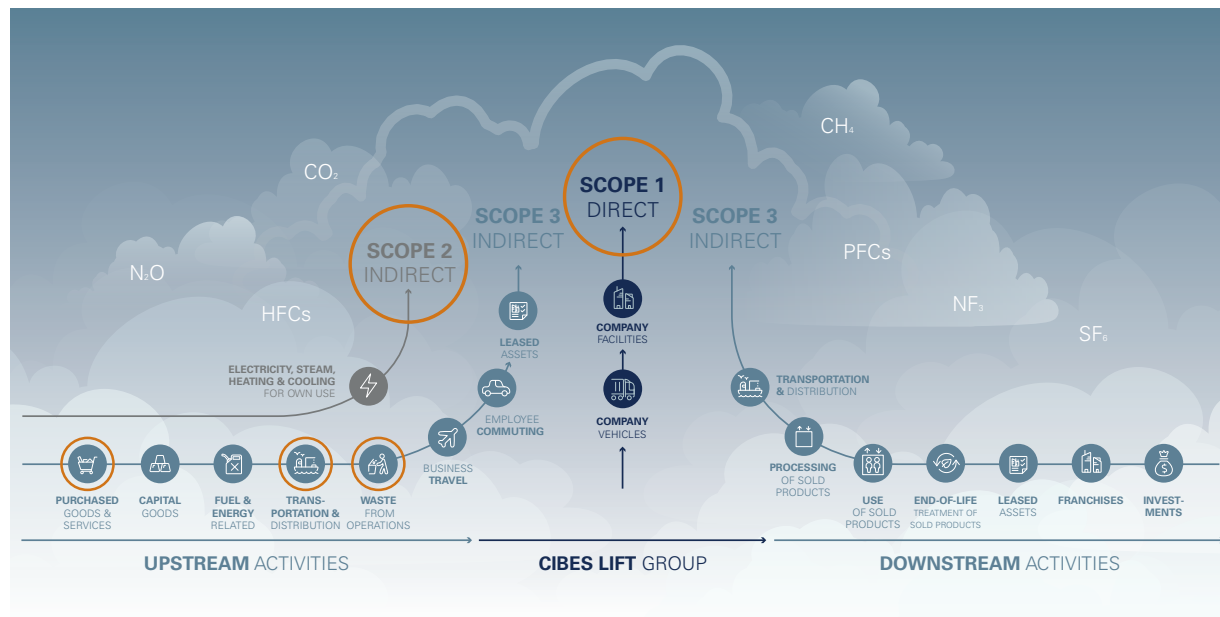 CO₂
CH₄
N₂O
HFCs
PFCs
NF₃
SF₆
SCOPE 2
INDIRECT
SCOPE 3
INDIRECT
SCOPE 1
DIRECT
SCOPE 3
INDIRECT
ELECTRICITY, STEAM,
HEATING & COOLING
FOR OWN USE
PURCHASED
GOODS &
SERVICES
CAPITAL
GOODS
FUEL &
ENERGY
RELATED
TRANS-
PORTATION &
DISTRIBUTION
WASTE
FROM
OPERATIONS
BUSINESS
TRAVEL
EMPLOYEE
COMMUTING
LEASED
ASSETS
COMPANY
FACILITIES
COMPANY
VEHICLES
TRANSPORTATION
& DISTRIBUTION
PROCESSING
OF SOLD
PRODUCTS
USE
OF SOLD
PRODUCTS
END-OF-LIFE
TREATMENT OF
SOLD PRODUCTS
LEASED
ASSETS
FRANCHISES
INVEST-
MENTS
$
UPSTREAM ACTIVITIES
CIBES LIFT GROUP
DOWNSTREAM ACTIVITIES